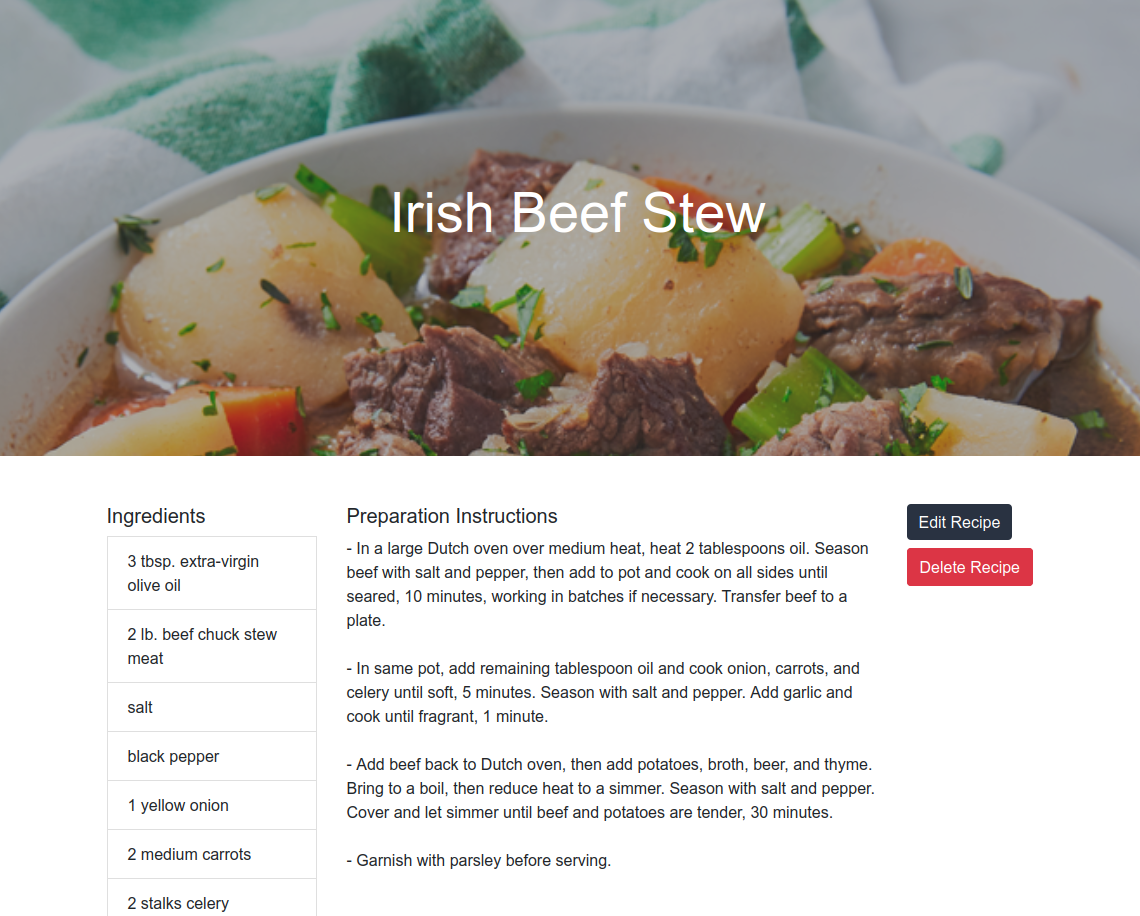 Irish Beef Stew
Ingredients
3 tbsp. extra-virgin
olive oil
2 lb. beef chuck stew
meat
salt
black pepper
1 yellow onion
2 medium carrots
2 stalks celery
Preparation Instructions
- In a large Dutch oven over medium heat, heat 2 tablespoons oil. Season
beef with salt and pepper, then add to pot and cook on all sides until
seared, 10 minutes, working in batches if necessary. Transfer beef to a
plate.
- In same pot, add remaining tablespoon oil and cook onion, carrots, and
celery until soft, 5 minutes. Season with salt and pepper. Add garlic and
cook until fragrant, 1 minute.
- Add beef back to Dutch oven, then add potatoes, broth, beer, and thyme.
Bring to a boil, then reduce heat to a simmer. Season with salt and pepper.
Cover and let simmer until beef and potatoes are tender, 30 minutes.
- Garnish with parsley before serving.
Edit Recipe
Delete Recipe